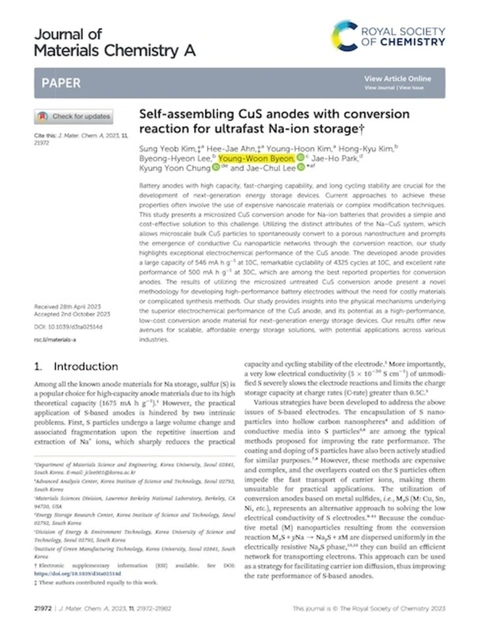 Journal of
Materials Chemistry A
ROYAL SOCIETY
OF CHEMISTRY
PAPER
View Article Online
View Journal | View Issue
Check for updates
Cite this: J. Mater. Chem. A, 2023, 11,
21972
Self-assembling CuS anodes with conversion
reaction for ultrafast Na-ion storage†
Sung Yeob Kim,‡ᵃ Hee-Jae Ahn,‡ᵃ Young-Hoon Kim,ᵃ Hong-Kyu Kim,ᵇ
Byeong-Hyeon Lee,ᵇ Young-Woon Byeon, ᶜ Jae-Ho Park,ᵈ
Kyung Yoon Chung ᵈᵉ and Jae-Chul Lee *ᵃᶠ
Battery anodes with high capacity, fast-charging capability, and long cycling stability are crucial for the
development of next-generation energy storage devices. Current approaches to achieve these
properties often involve the use of expensive nanoscale materials or complex modification techniques.
This study presents a microsized CuS conversion anode for Na-ion batteries that provides a simple and
cost-effective solution to this challenge. Utilizing the distinct attributes of the Na–CuS system, which
allows microscale bulk CuS particles to spontaneously convert to a porous nanostructure and prompts
the emergence of conductive Cu nanoparticle networks through the conversion reaction, our study
highlights exceptional electrochemical performance of the CuS anode. The developed anode provides
a large capacity of 546 mA h g⁻¹ at 10C, remarkable cyclability of 4325 cycles at 10C, and excellent rate
performance of 500 mA h g⁻¹ at 10C, which are among the best reported properties for conversion
anodes. The results of utilizing the microsized untreated CuS conversion anode present a novel
methodology for developing high-performance battery electrodes without the need for costly materials
or complicated synthesis methods. Our study provides insights into the physical mechanisms underlying
the superior electrochemical performance of the CuS anode, and its potential as a high-performance,
low-cost conversion anode material for next-generation energy storage devices. Our results offer new
avenues for scalable, affordable energy storage solutions, with potential applications across various
industries.
Received 28th April 2023
Accepted 2nd October 2023
DOI: 10.1039/d3ta02514d
rsc.li/materials-a
1. Introduction
Among all the known anode materials for Na storage, sulfur (S) is
a popular choice for high-capacity anode materials due to its high
theoretical capacity (1675 mA h g⁻¹).¹ However, the practical
application of S-based anodes is hindered by two intrinsic
problems. First, S particles undergo a large volume change and
associated fragmentation upon the repetitive insertion and
extraction of Na⁺ ions, which sharply reduces the practical
ᵃDepartment of Materials Science and Engineering, Korea University, Seoul 02841,
South Korea. E-mail: jclee001@korea.ac.kr
ᵇAdvanced Analysis Center, Korea Institute of Science and Technology, Seoul 02792,
South Korea
ᶜMaterials Sciences Division, Lawrence Berkeley National Laboratory, Berkeley, CA
94720, USA
ᵈEnergy Storage Research Center, Korea Institute of Science and Technology, Seoul
02792, South Korea
ᵉDivision of Energy & Environment Technology, Korea University of Science and
Technology, Seoul 02792, South Korea
ᶠInstitute of Green Manufacturing Technology, Korea University, Seoul 02841, South
Korea
† Electronic supplementary information (ESI) available. See DOI:
https://doi.org/10.1039/d3ta02514d
‡ These authors contributed equally to this work.
capacity and cycling stability of the electrode.² More importantly,
a very low electrical conductivity (5 × 10⁻³⁰ S cm⁻¹) of unmodi-
fied S severely slows the electrode reactions and limits the charge
storage capacity at charge rates (C-rate) greater than 0.5C.³
Various strategies have been developed to address the above
issues of S-based electrodes. The encapsulation of S nano-
particles into hollow carbon nanospheres⁴ and addition of
conductive media into S particles⁵,⁶ are among the typical
methods proposed for improving the rate performance. The
coating and doping of S particles have also been actively studied
for similar purposes.⁷,⁸ However, these methods are expensive
and complex, and the overlayers coated on the S particles often
impede the fast transport of carrier ions, making them
unsuitable for practical applications. The utilization of
conversion anodes based on metal sulfides, i.e., MₓS (M: Cu, Sn,
Ni, etc.), represents an alternative approach to solving the low
electrical conductivity of S electrodes. Because the conduc-
tive metal (M) nanoparticles resulting from the conversion
reaction MₓS + yNa → NaᵧS + xM are dispersed uniformly in the
electrically resistive NaᵧS phase, they can build an efficient
network for transporting electrons. This approach can be used
as a strategy for facilitating carrier ion diffusion, thus improving
the rate performance of S-based anodes.
21972 | J. Mater. Chem. A, 2023, 11, 21972–21982
This journal is © The Royal Society of Chemistry 2023